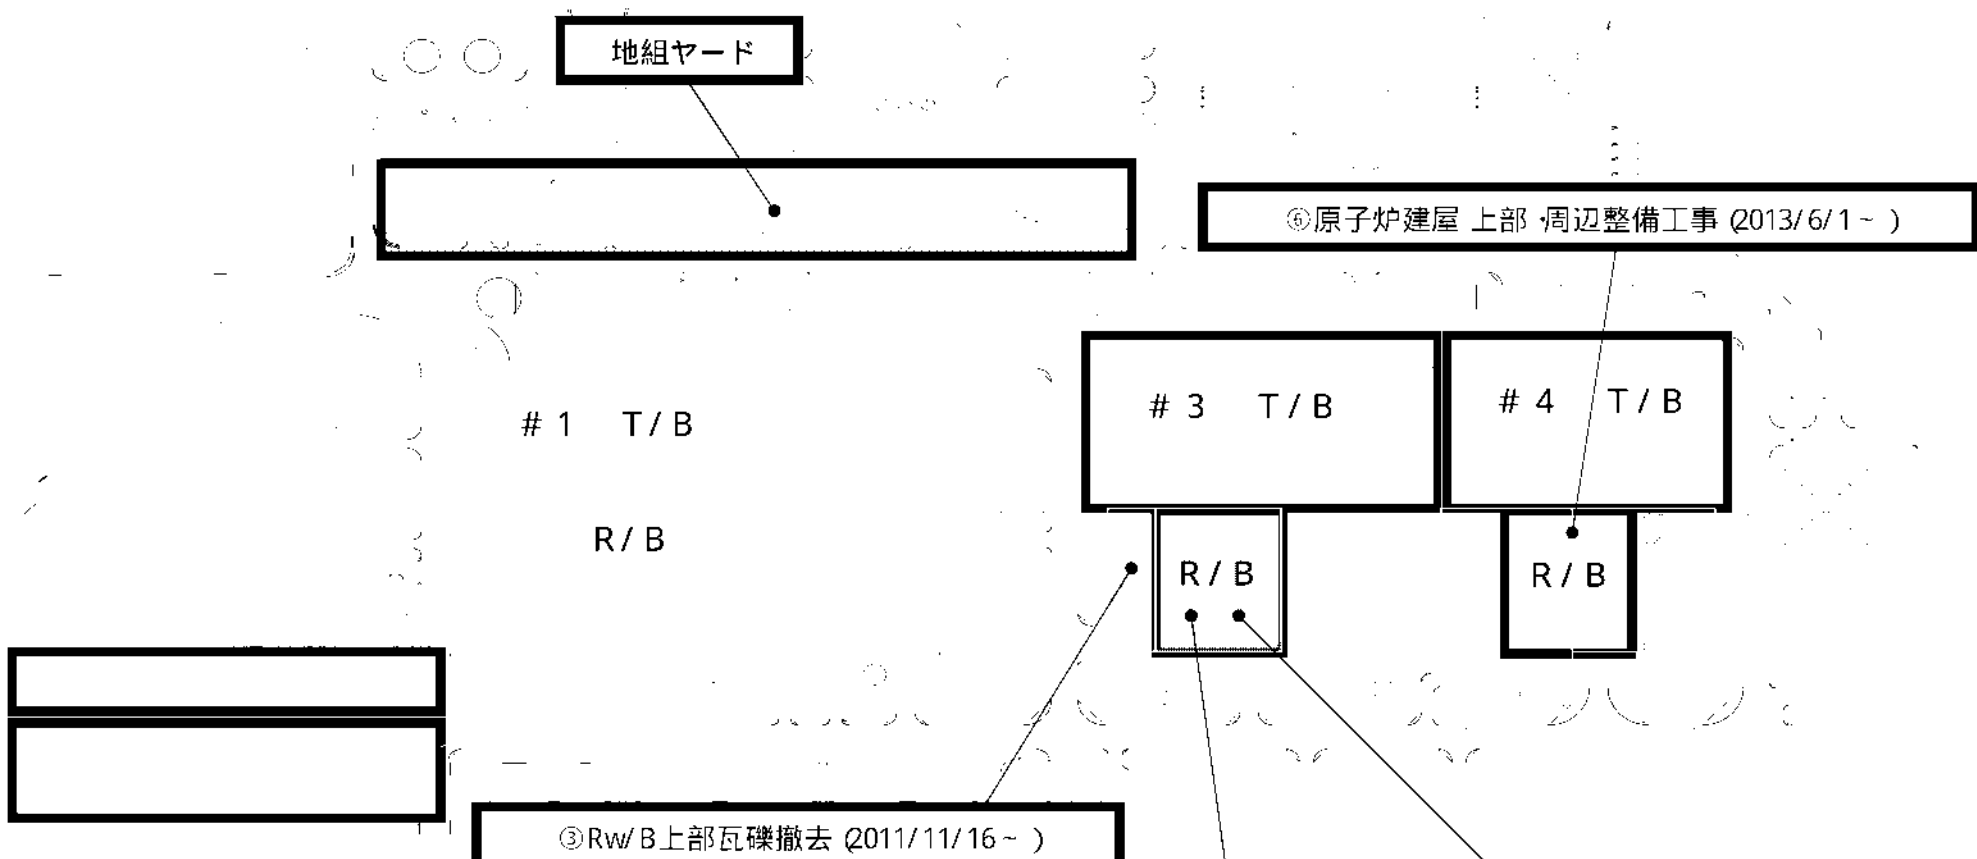 地組ヤード
⑥原子炉建屋 上部・周辺整備工事 (2013/6/1~ )
#1 T/B
#3 T/B
#4 T/B
R/B
R/B
R/B
③Rw/B上部瓦礫撤去 (2011/11/16~ )